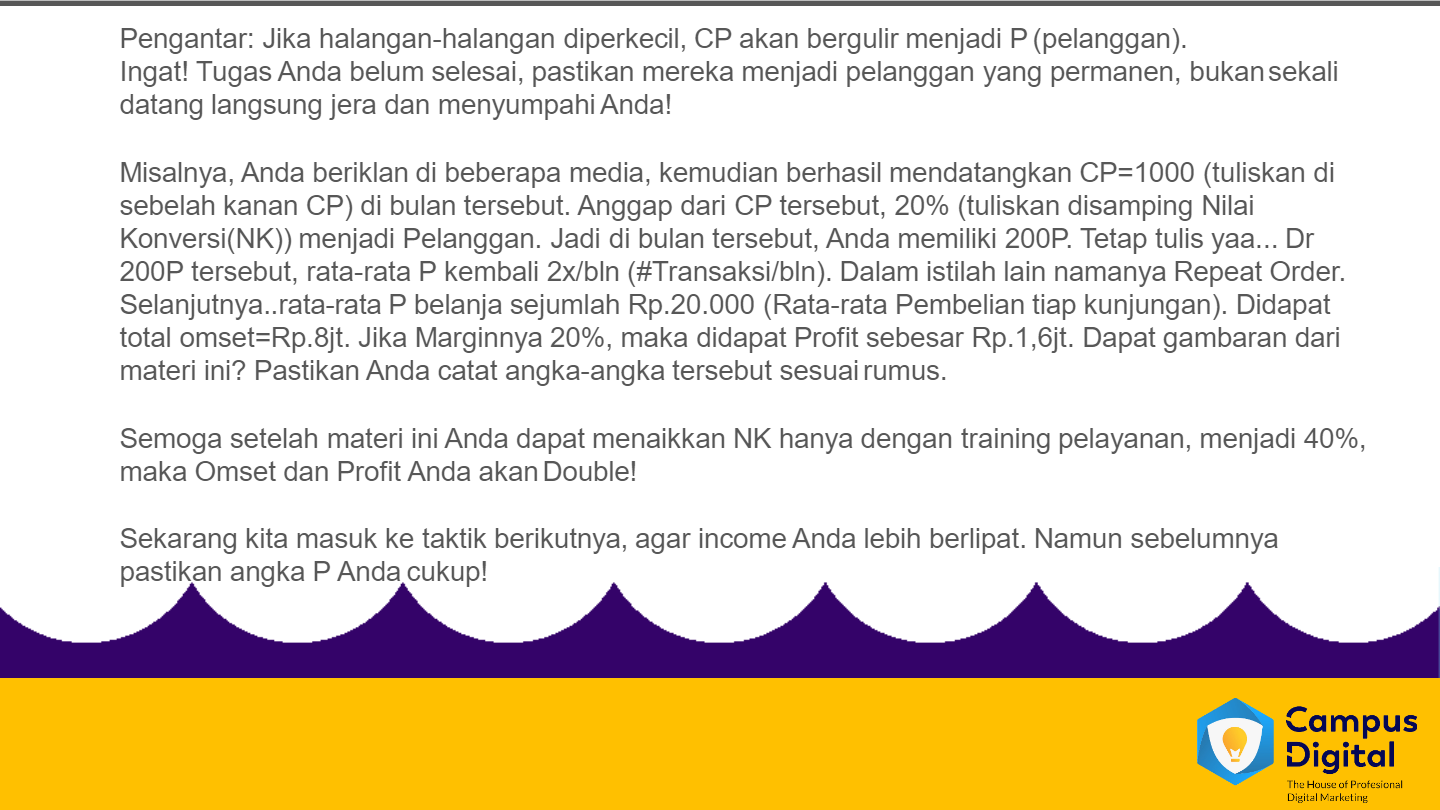 Pengantar: Jika halangan-halangan diperkecil, CP akan bergulir menjadi P (pelanggan).
Ingat! Tugas Anda belum selesai, pastikan mereka menjadi pelanggan yang permanen, bukan sekali
datang langsung jera dan menyumpahi Anda!
Misalnya, Anda beriklan di beberapa media, kemudian berhasil mendatangkan CP=1000 (tuliskan di
sebelah kanan CP) di bulan tersebut. Anggap dari CP tersebut, 20% (tuliskan disamping Nilai
Konversi(NK)) menjadi Pelanggan. Jadi di bulan tersebut, Anda memiliki 200P. Tetap tulis yaa... Dr
200P tersebut, rata-rata P kembali 2x/bln (#Transaksi/bln). Dalam istilah lain namanya Repeat Order.
Selanjutnya..rata-rata P belanja sejumlah Rp.20.000 (Rata-rata Pembelian tiap kunjungan). Didapat
total omset=Rp.8jt. Jika Marginnya 20%, maka didapat Profit sebesar Rp.1,6jt. Dapat gambaran dari
materi ini? Pastikan Anda catat angka-angka tersebut sesuai rumus.
Semoga setelah materi ini Anda dapat menaikkan NK hanya dengan training pelayanan, menjadi 40%,
maka Omset dan Profit Anda akan Double!
Sekarang kita masuk ke taktik berikutnya, agar income Anda lebih berlipat. Namun sebelumnya
pastikan angka P Anda cukup!
Campus
Digital
The House of Profesional
Digital Marketing